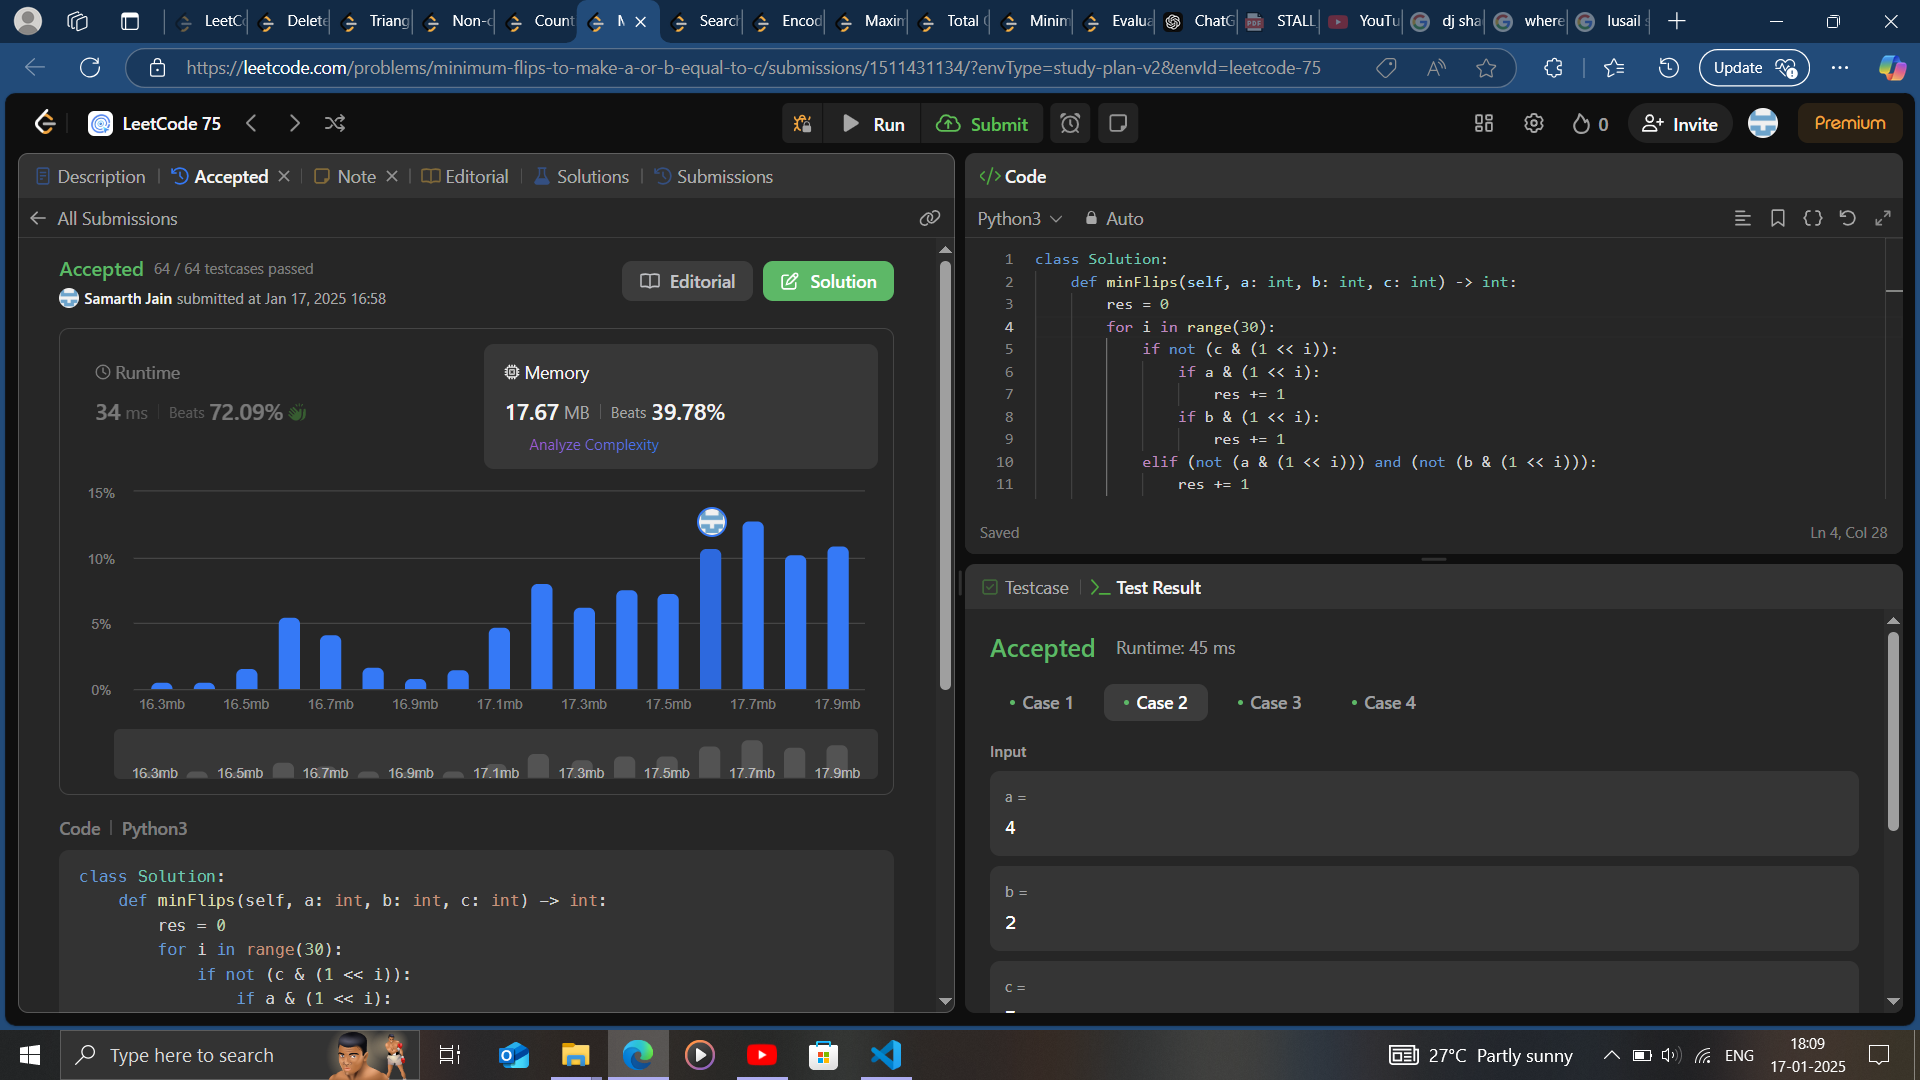 LeetCo
Delete
Triang
Non-o
Count
M
Search
Encod
Maxim
Total C
Minim
Evalua
ChatG
STALL
YouTu
dj sha
where
lusail s
https://leetcode.com/problems/minimum-flips-to-make-a-or-b-equal-to-c/submissions/1511431134/?envType=study-plan-v2&envId=leetcode-75
Update
LeetCode 75
Run
Submit
0
Invite
Premium
Description
Accepted
Note
Editorial
Solutions
Submissions
All Submissions
Accepted 64 / 64 testcases passed
Samarth Jain submitted at Jan 17, 2025 16:58
Editorial
Solution
Runtime
34 ms | Beats 72.09%
Memory
17.67 MB | Beats 39.78%
Analyze Complexity
15%
10%
5%
0%
16.3mb 16.5mb 16.7mb 16.9mb 17.1mb 17.3mb 17.5mb 17.7mb 17.9mb
16.3mb 16.5mb 16.7mb 16.9mb 17.1mb 17.3mb 17.5mb 17.7mb 17.9mb
Code | Python3
class Solution:
    def minFlips(self, a: int, b: int, c: int) -> int:
        res = 0
        for i in range(30):
            if not (c & (1 << i)):
                if a & (1 << i):
</> Code
Python3
Auto
1 class Solution:
2     def minFlips(self, a: int, b: int, c: int) -> int:
3         res = 0
4         for i in range(30):
5             if not (c & (1 << i)):
6                 if a & (1 << i):
7                     res += 1
8                 if b & (1 << i):
9                     res += 1
10             elif (not (a & (1 << i))) and (not (b & (1 << i))):
11                 res += 1
Saved
Ln 4, Col 28
Testcase
Test Result
Accepted Runtime: 45 ms
• Case 1
• Case 2
• Case 3
• Case 4
Input
a =
4
b =
2
c =
Type here to search
27°C Partly sunny
ENG
18:09
17-01-2025